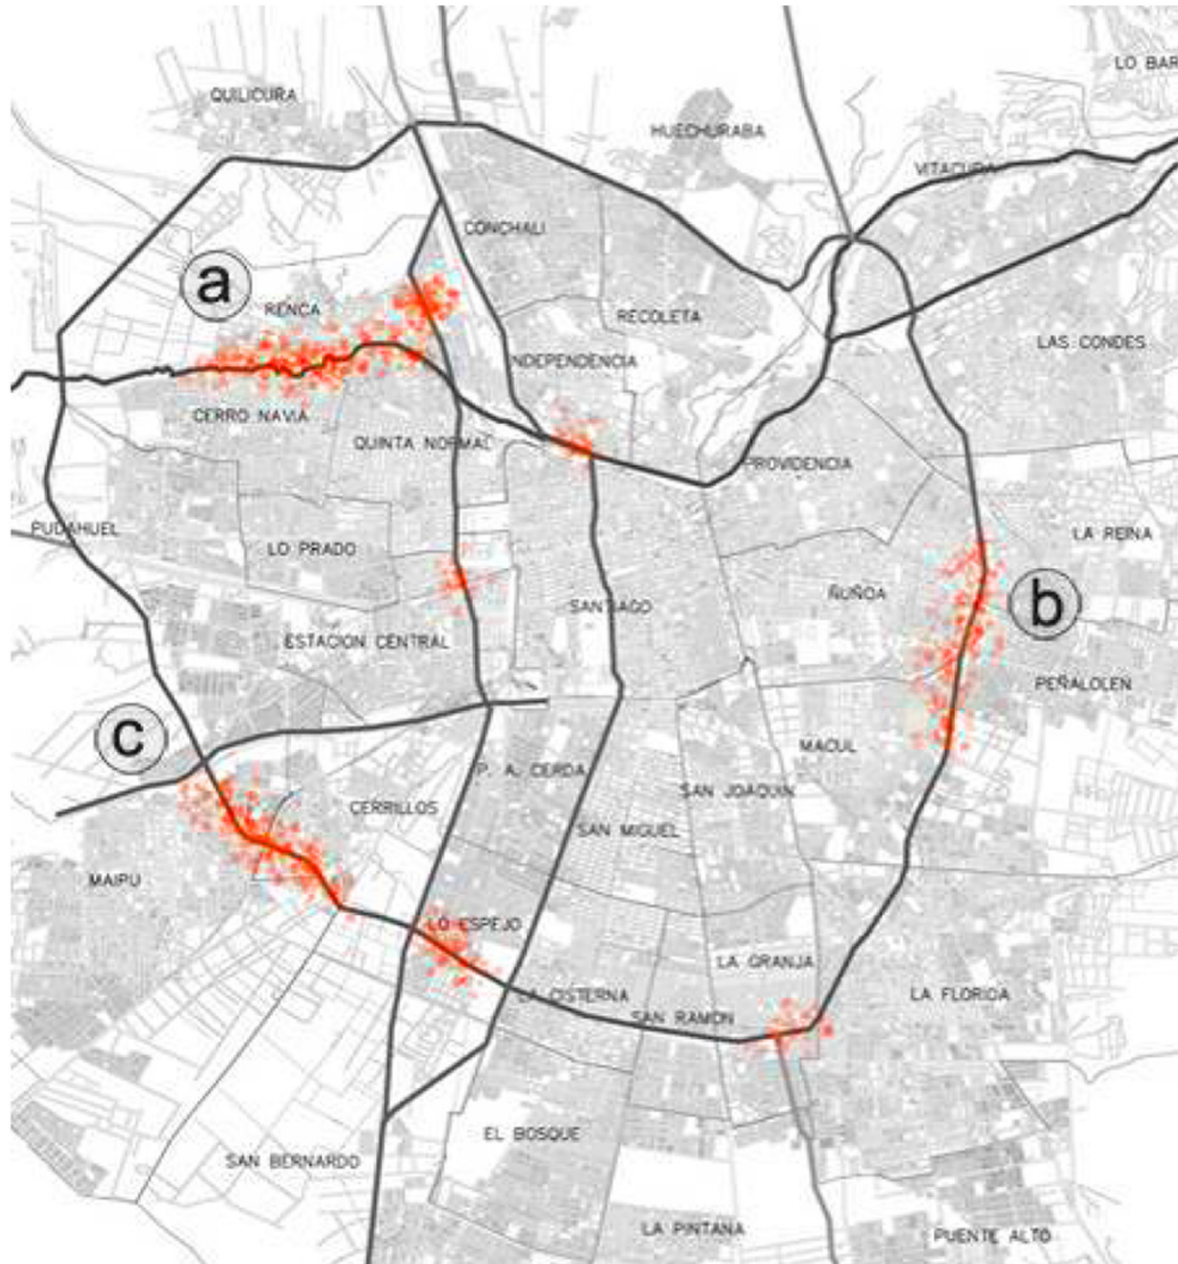 LO BAR
QUILICURA
HUECHURABA
VITACURA
CONCHALI
a
RENCA
RECOLETA
LAS CONDES
NDEPENDENCIA
CERRO NAVIA
QUINTA NORMAL
PROVIDENCIA
PUDAHUEL
LA REINA
LO PRADO
ÑUÑOA
b
SANTIAGO
ESTACION CENTRAL
PEÑALOLEN
c
MACUL
P. A. CERDA
SAN JOAQUIN
CERRILLOS
SAN MIGUEL
MAIPU
LO ESPEJO
LA GRANJA
LA CISTERNA
LA FLORIDA
SAN RAMON
EL BOSQUE
SAN BERNARDO
LA PINTANA
PUENTE ALTO